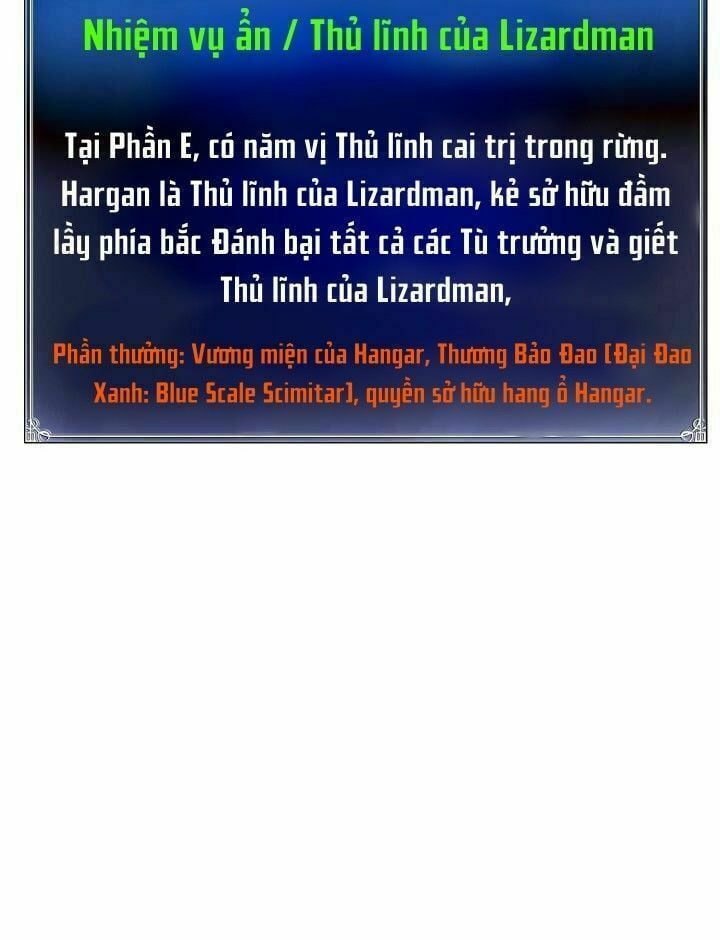 Nhiệm vụ ẩn / Thủ lĩnh của Lizardman
Tại Phần E, có năm vị Thủ lĩnh cai trị trong rừng.
Hargan là Thủ lĩnh của Lizardman, kẻ sở hữu đầm
lầy phía bắc Đánh bại tất cả các Tù trưởng và giết
Thủ lĩnh của Lizardman,
Phần thưởng: Vương miện của Hangar, Thương Bảo Đao [Đại Đao
Xanh: Blue Scale Scimitar], quyền sở hữu hang ổ Hangar.